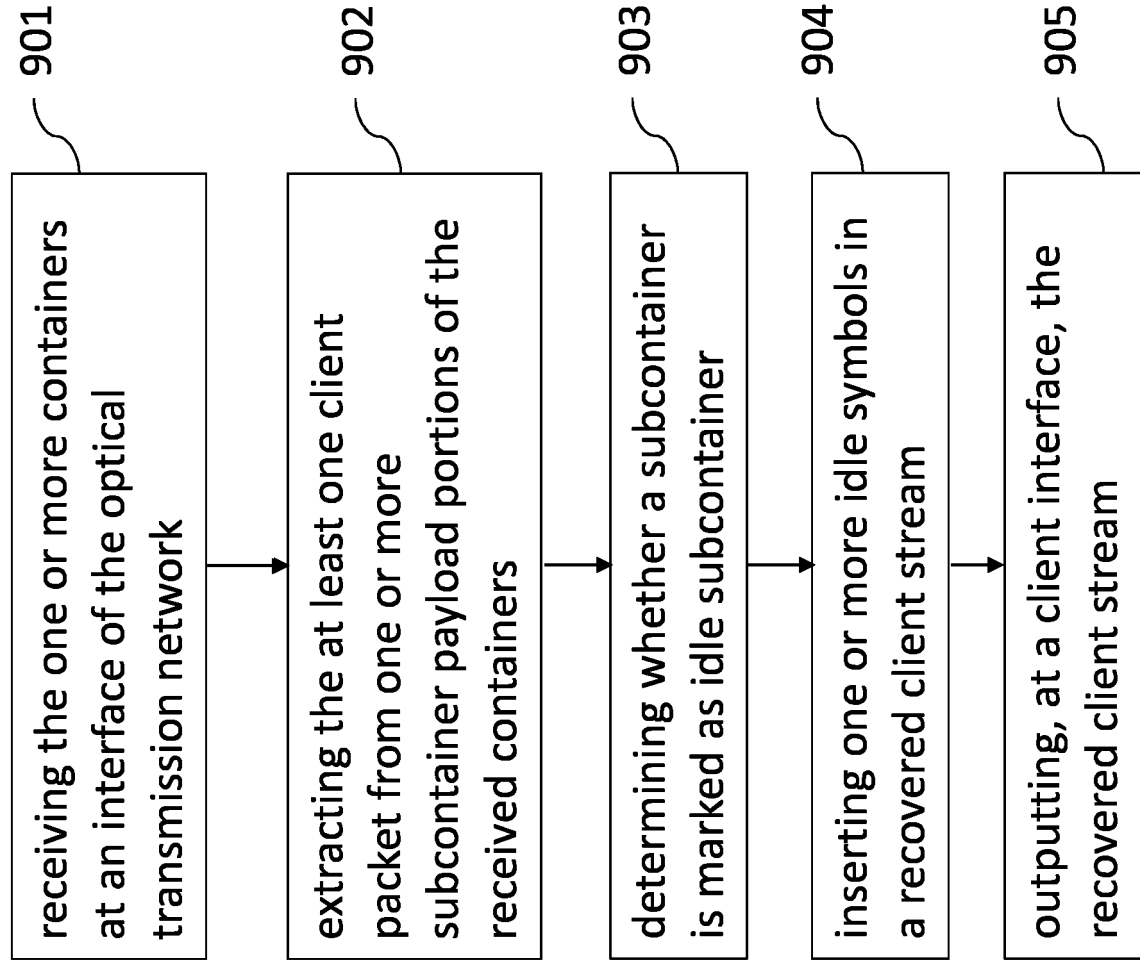 receiving the one or more containers
at an interface of the optical
transmission network
901
extracting the at least one client
packet from one or more
subcontainer payload portions of the
received containers
902
determining whether a subcontainer
is marked as idle subcontainer
903
inserting one or more idle symbols in
a recovered client stream
904
outputting, at a client interface, the
recovered client stream
905